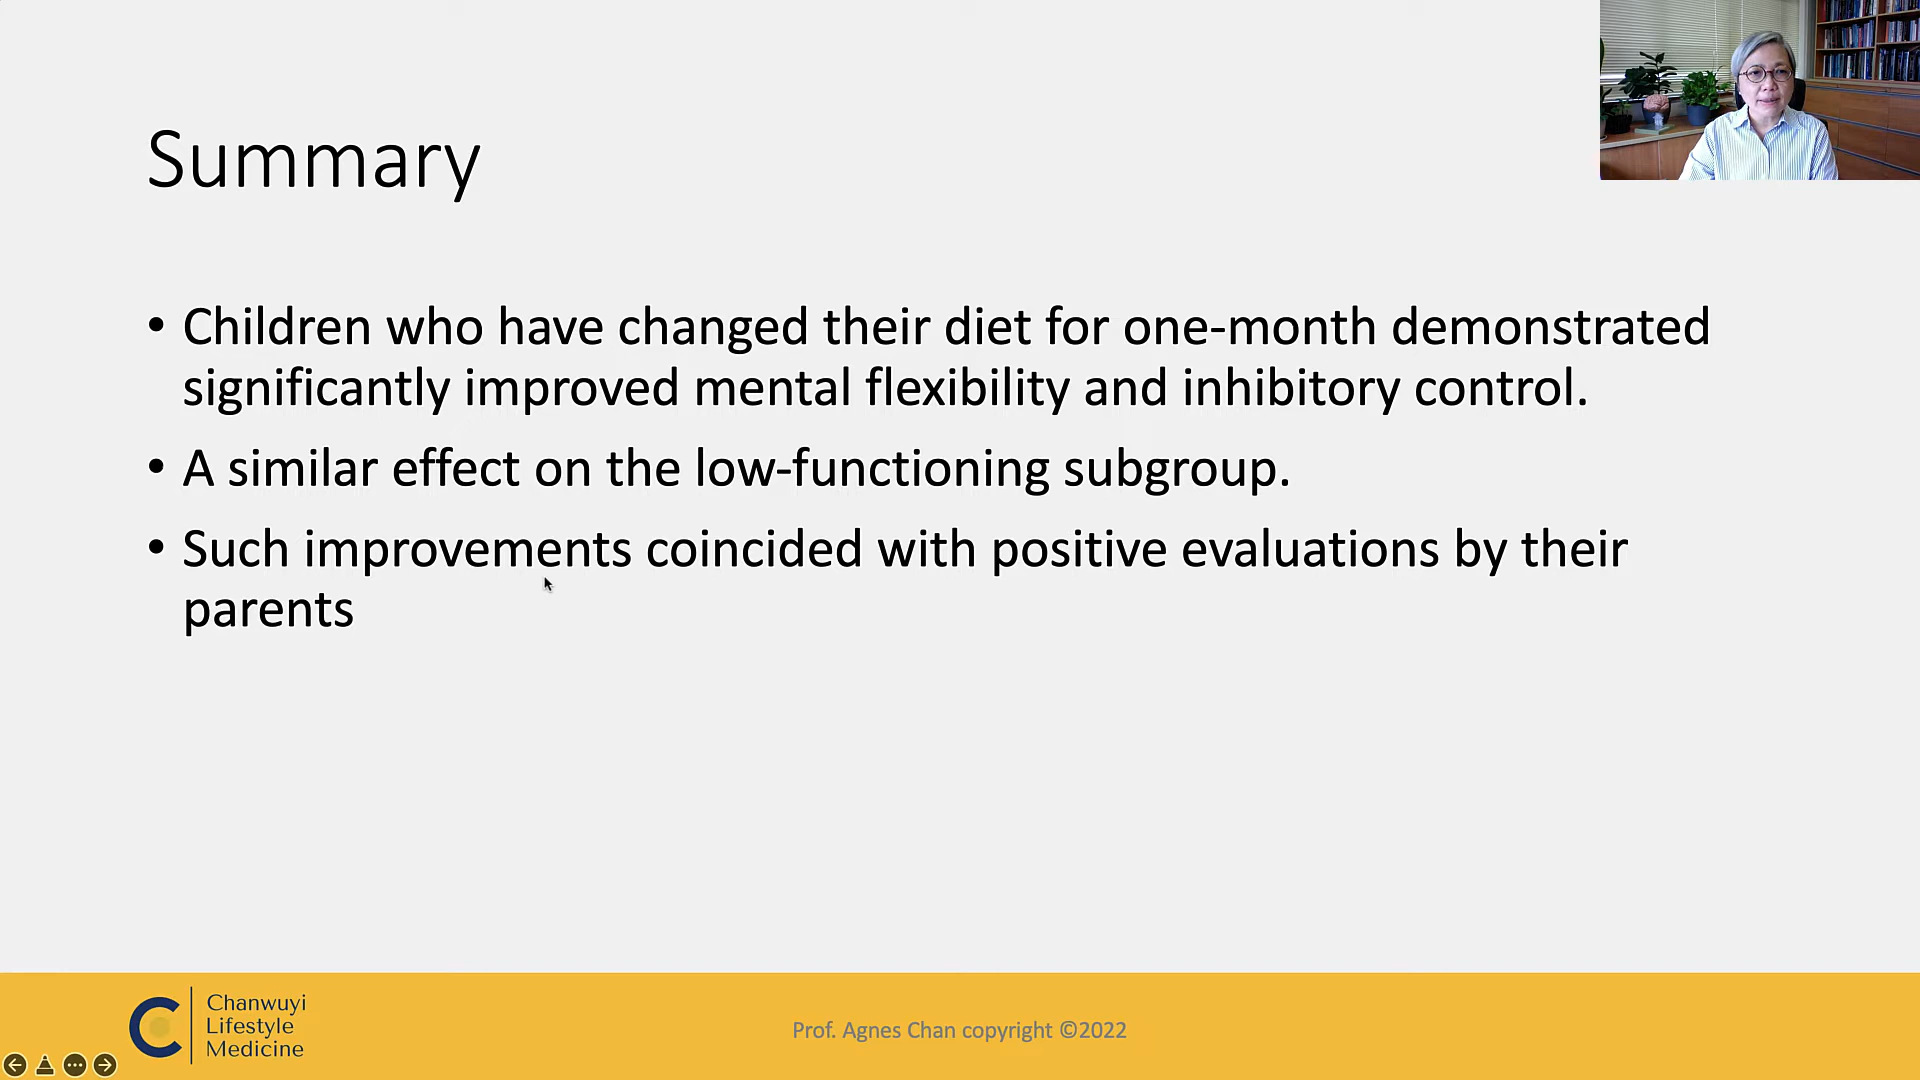 Summary
• Children who have changed their diet for one-month demonstrated
significantly improved mental flexibility and inhibitory control.
• A similar effect on the low-functioning subgroup.
• Such improvements coincided with positive evaluations by their
parents
Chanwuyi
Lifestyle
Medicine
Prof. Agnes Chan copyright ©2022